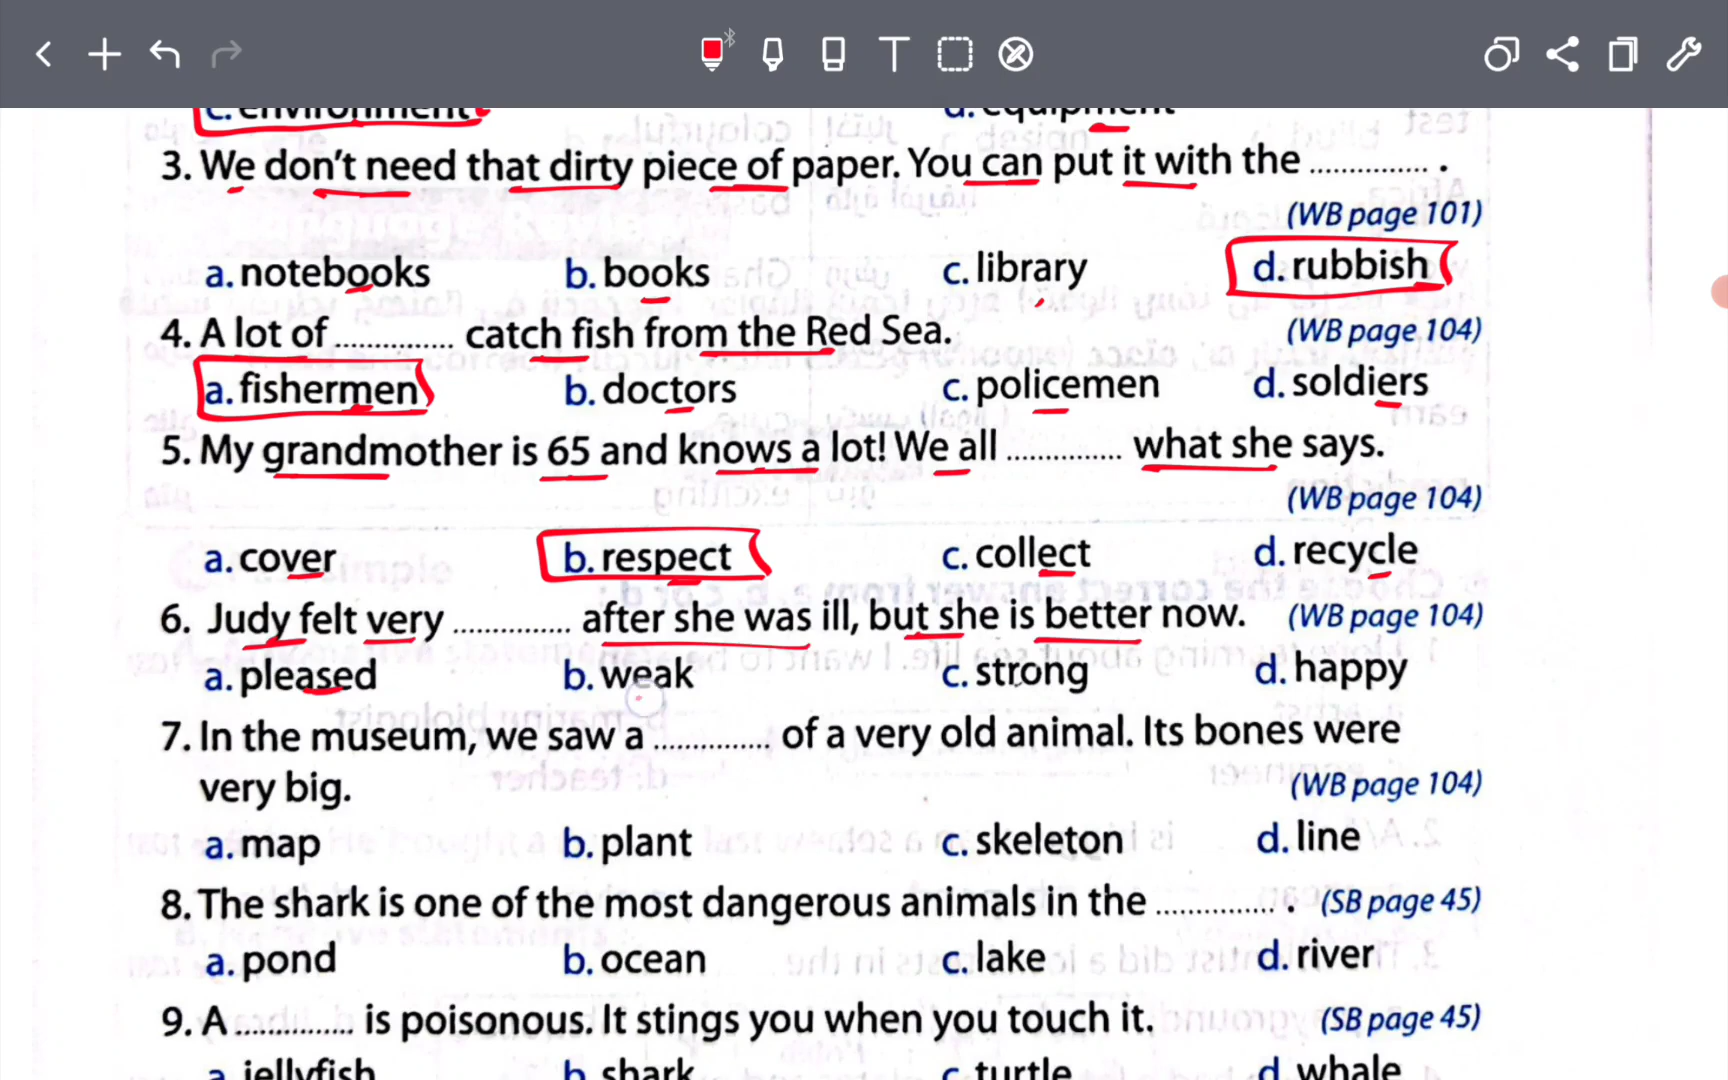 c. environment d. equipment
3. We don't need that dirty piece of paper. You can put it with the .............. .
(WB page 101)
a. notebooks b. books c. library d. rubbish
4. A lot of .............. catch fish from the Red Sea. (WB page 104)
a. fishermen b. doctors c. policemen d. soldiers
5. My grandmother is 65 and knows a lot! We all .............. what she says.
(WB page 104)
a. cover b. respect c. collect d. recycle
6. Judy felt very .............. after she was ill, but she is better now. (WB page 104)
a. pleased b. weak c. strong d. happy
7. In the museum, we saw a .............. of a very old animal. Its bones were
very big. (WB page 104)
a. map b. plant c. skeleton d. line
8. The shark is one of the most dangerous animals in the .............. . (SB page 45)
a. pond b. ocean c. lake d. river
9. A .............. is poisonous. It stings you when you touch it. (SB page 45)
a. jellyfish b. shark c. turtle d. whale